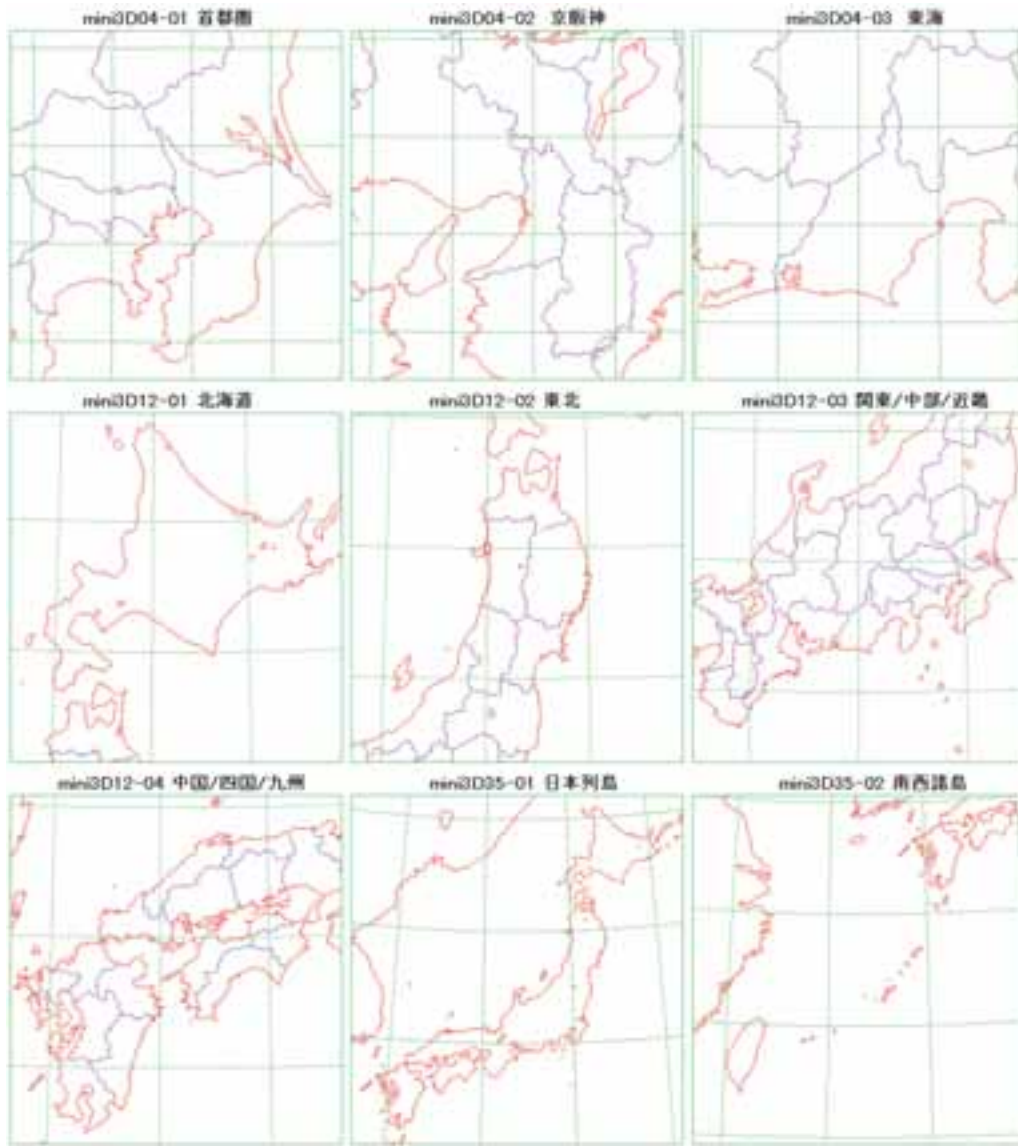 mini3D04-01 首都圏
mini3D04-02 京阪神
mini3D04-03 東海
mini3D12-01 北海道
mini3D12-02 東北
mini3D12-03 関東/中部/近畿
mini3D12-04 中国/四国/九州
mini3D35-01 日本列島
mini3D35-02 南西諸島